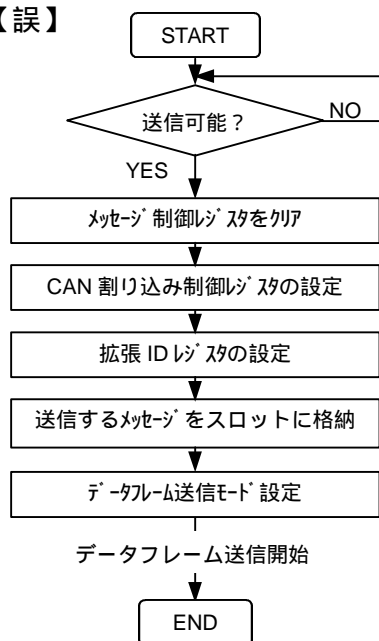 【誤】
START
送信可能？
NO
YES
ﾒｯｾｰｼﾞ制御ﾚｼﾞｽﾀをｸﾘｱ
CAN 割り込み制御ﾚｼﾞｽﾀの設定
拡張 ID ﾚｼﾞｽﾀの設定
送信するﾒｯｾｰｼﾞをスロットに格納
ﾃﾞｰﾀﾌﾚｰﾑ送信ﾓｰﾄﾞ設定
データフレーム送信開始
END